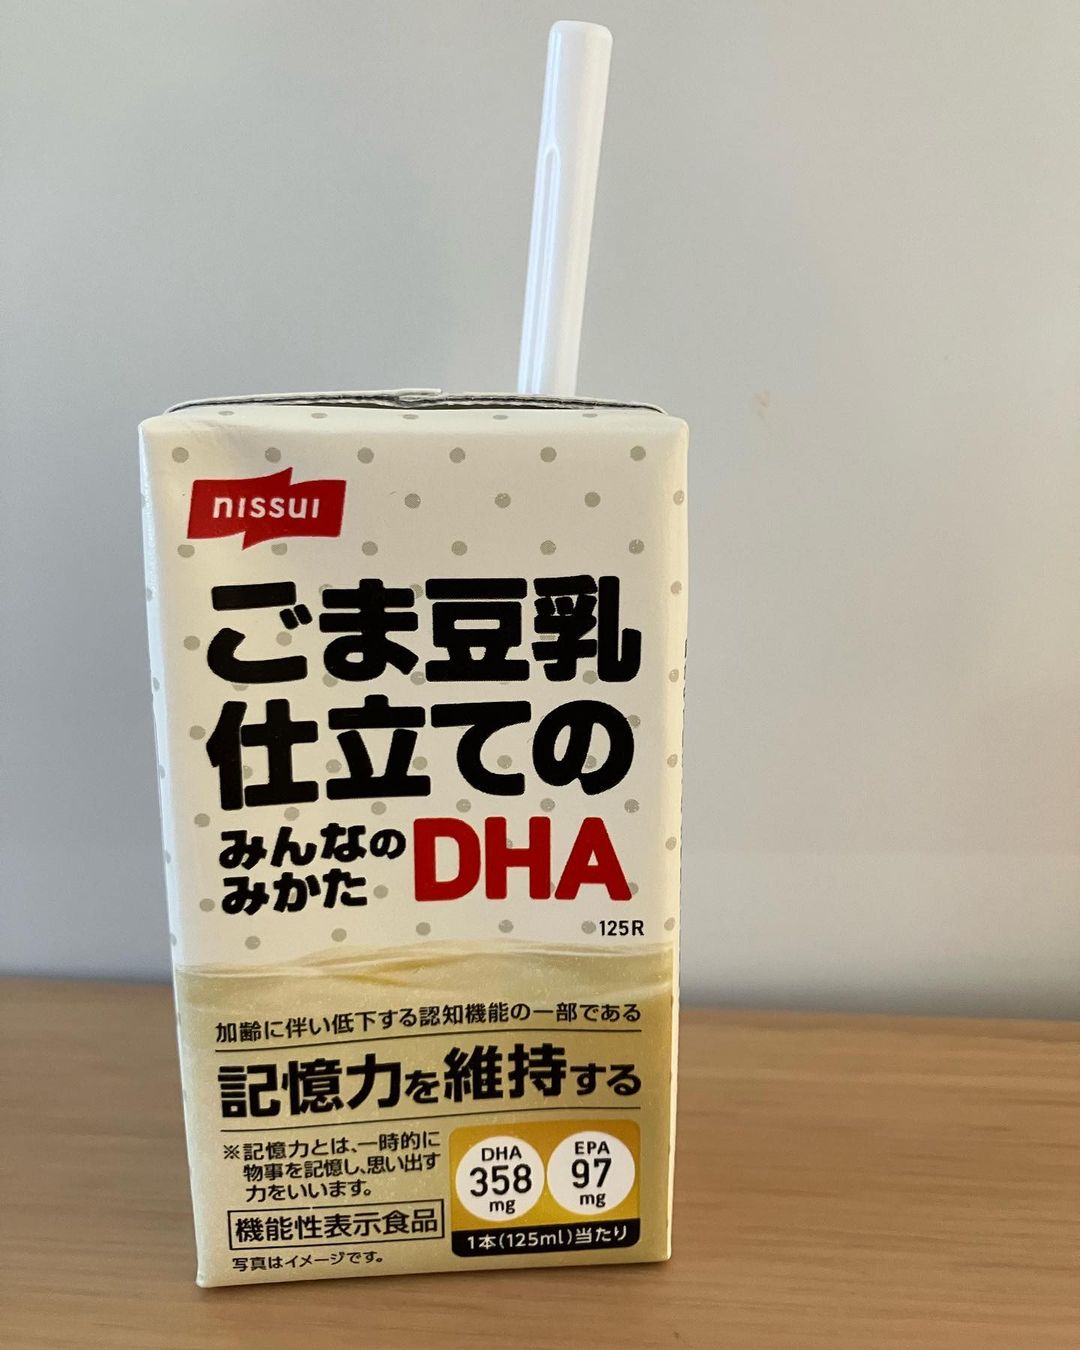 nissui
ごま豆乳
仕立ての
みんなの
みかた
DHA
125R
加齢に伴い低下する認知機能の一部である
記憶力を維持する
※記憶力とは、一時的に
物事を記憶し、思い出す
力をいいます。
機能性表示食品
写真はイメージです。
DHA
358
mg
EPA
97
mg
1本(125ml)当たり